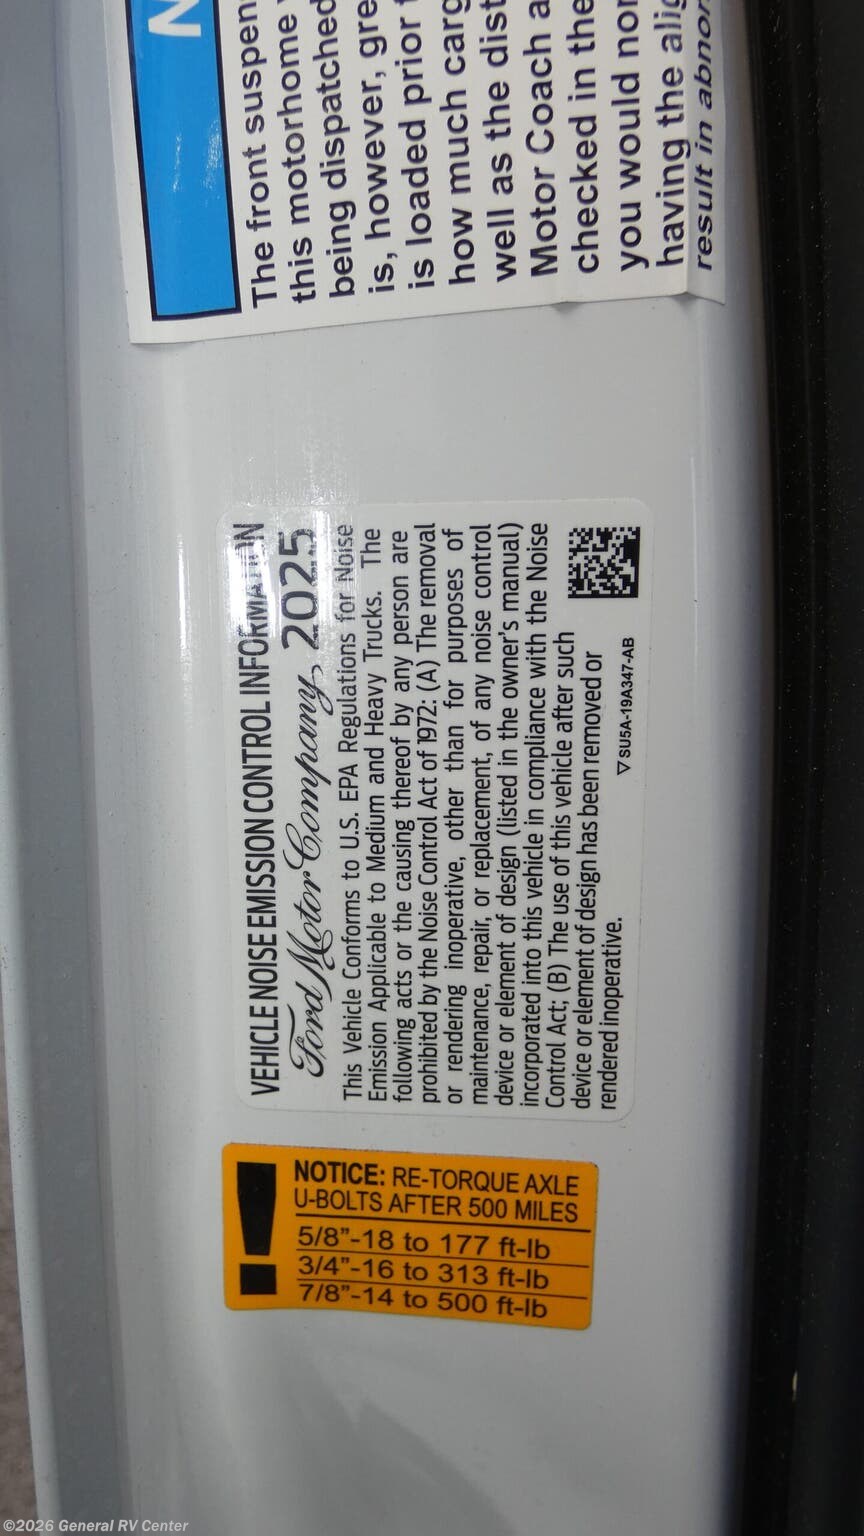 N
The front suspen
this motorhome
being dispatched
is, however, gre
is loaded prior
how much carg
well as the dist
Motor Coach a
checked in the
you would nor
having the alig
result in abnor
VEHICLE NOISE EMISSION CONTROL INFORMATION
Ford Motor Company, 2025
This Vehicle Conforms to U.S. EPA Regulations for Noise
Emission Applicable to Medium and Heavy Trucks. The
following acts or the causing thereof by any person are
prohibited by the Noise Control Act of 1972: (A) The removal
or rendering inoperative, other than for purposes of
maintenance, repair, or replacement, of any noise control
device or element of design (listed in the owner's manual)
incorporated into this vehicle in compliance with the Noise
Control Act; (B) The use of this vehicle after such
device or element of design has been removed or
rendered inoperative.
▽ SU5A-19A347-AB
NOTICE: RE-TORQUE AXLE
U-BOLTS AFTER 500 MILES
5/8"-18 to 177 ft-lb
3/4"-16 to 313 ft-lb
7/8"-14 to 500 ft-lb
©2026 General RV Center